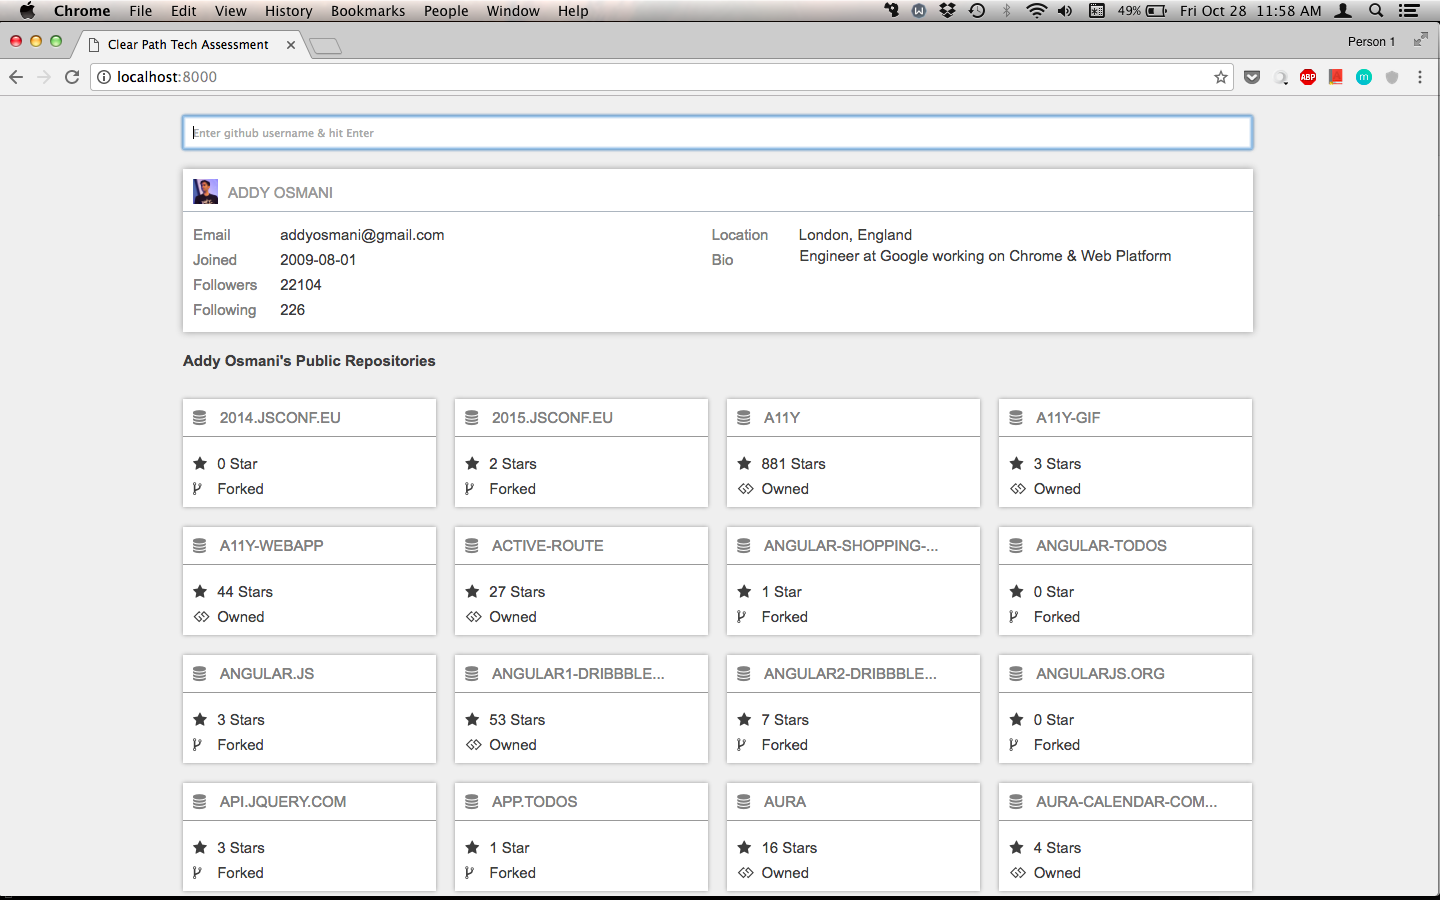 Chrome File Edit View History Bookmarks People Window Help 49% Fri Oct 28 11:58 AM
Clear Path Tech Assessment Person 1
localhost:8000 ABP m
Enter github username & hit Enter
ADDY OSMANI
Email addyosmani@gmail.com Location London, England
Joined 2009-08-01 Bio Engineer at Google working on Chrome & Web Platform
Followers 22104
Following 226
Addy Osmani's Public Repositories
2014.JSCONF.EU 2015.JSCONF.EU A11Y A11Y-GIF
0 Star 2 Stars 881 Stars 3 Stars
Forked Forked Owned Owned
A11Y-WEBAPP ACTIVE-ROUTE ANGULAR-SHOPPING-... ANGULAR-TODOS
44 Stars 27 Stars 1 Star 0 Star
Owned Owned Forked Forked
ANGULAR.JS ANGULAR1-DRIBBBLE... ANGULAR2-DRIBBBLE... ANGULARJS.ORG
3 Stars 53 Stars 7 Stars 0 Star
Forked Owned Forked Forked
API.JQUERY.COM APP.TODOS AURA AURA-CALENDAR-COM...
3 Stars 1 Star 16 Stars 4 Stars
Forked Forked Owned Owned